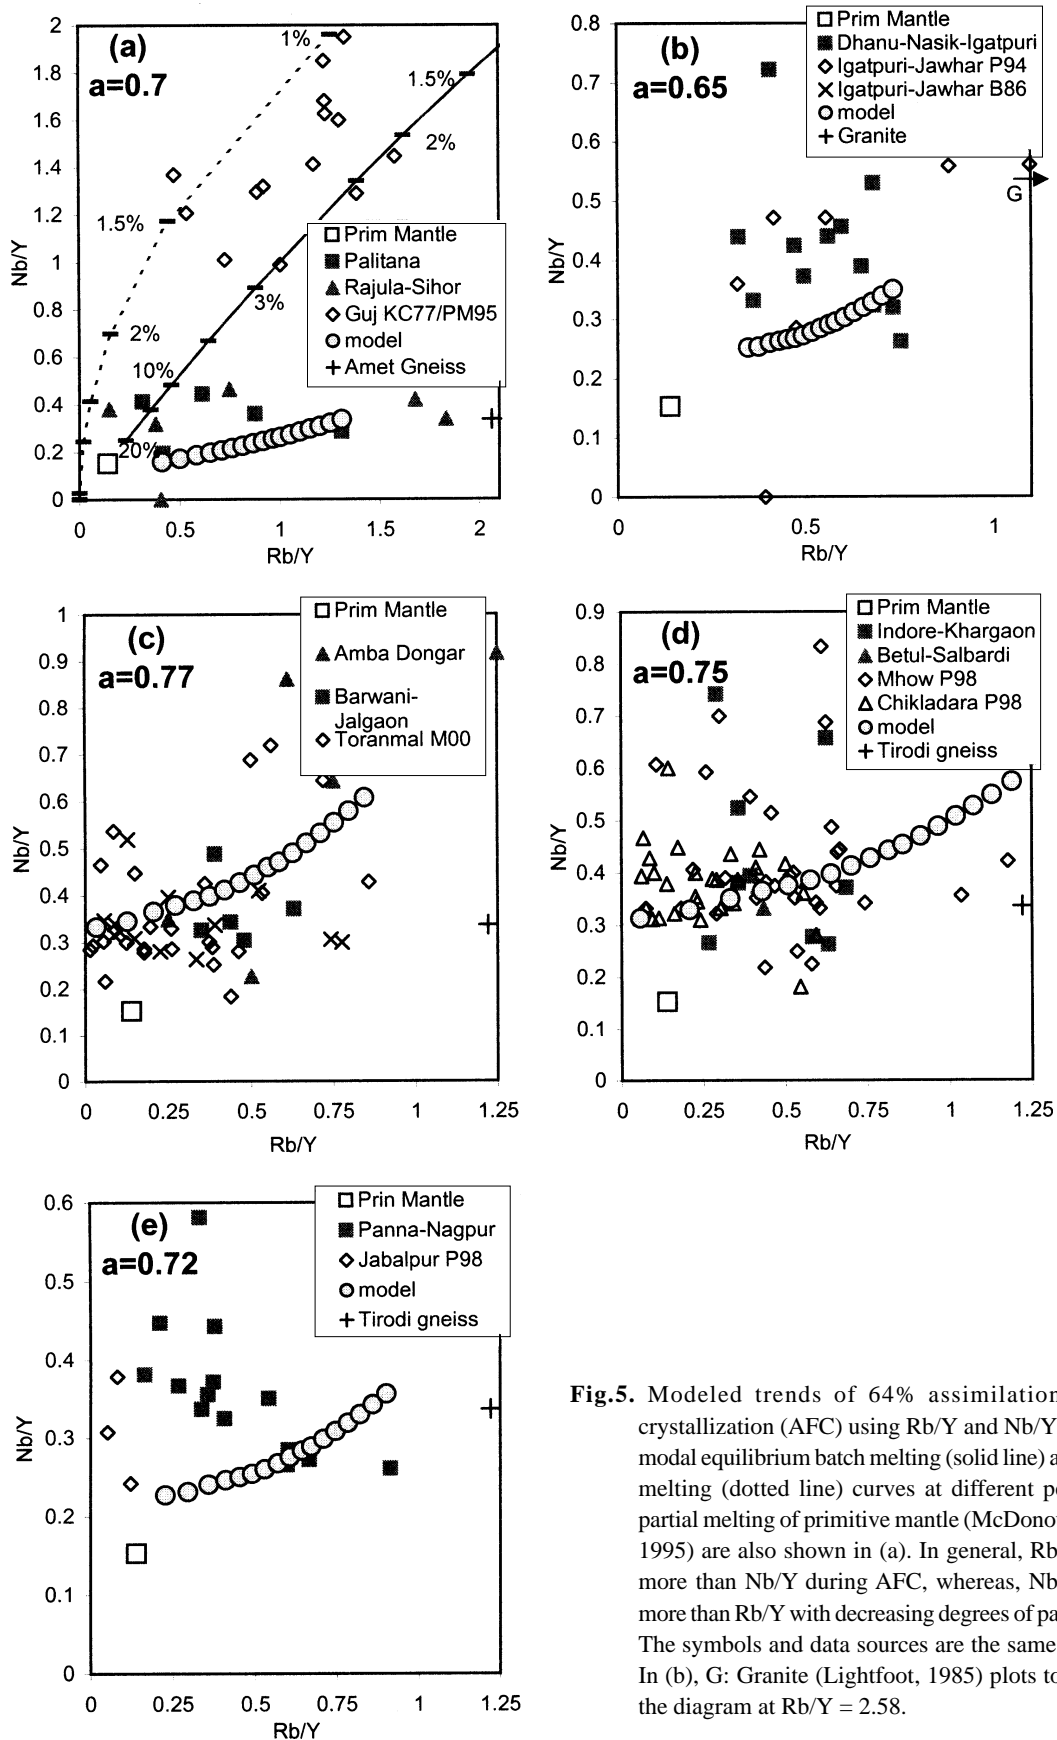 (a)
a=0.7
2
1.8
1.6
1.4
1.2
1
0.8
0.6
0.4
0.2
0
Nb/Y
1%
1.5%
2%
1.5%
2%
3%
10%
20%
Prim Mantle
Palitana
Rajula-Sihor
Guj KC77/PM95
model
Amet Gneiss
0 0.5 1 1.5 2
Rb/Y
(b)
a=0.65
0.8
0.7
0.6
0.5
0.4
0.3
0.2
0.1
0
Nb/Y
Prim Mantle
Dhanu-Nasik-Igatpuri
Igatpuri-Jawhar P94
Igatpuri-Jawhar B86
model
Granite
G
0 0.5 1
Rb/Y
(c)
a=0.77
1
0.9
0.8
0.7
0.6
0.5
0.4
0.3
0.2
0.1
0
Nb/Y
Prim Mantle
Amba Dongar
Barwani-
Jalgaon
Toranmal M00
0 0.25 0.5 0.75 1 1.25
Rb/Y
(d)
a=0.75
0.9
0.8
0.7
0.6
0.5
0.4
0.3
0.2
0.1
0
Nb/Y
Prim Mantle
Indore-Khargaon
Betul-Salbardi
Mhow P98
Chikladara P98
model
Tirodi gneiss
0 0.25 0.5 0.75 1 1.25
Rb/Y
(e)
a=0.72
0.6
0.5
0.4
0.3
0.2
0.1
0
Nb/Y
Prin Mantle
Panna-Nagpur
Jabalpur P98
model
Tirodi gneiss
0 0.25 0.5 0.75 1 1.25
Rb/Y
Fig.5. Modeled trends of 64% assimilation
crystallization (AFC) using Rb/Y and Nb/Y
modal equilibrium batch melting (solid line) a
melting (dotted line) curves at different pe
partial melting of primitive mantle (McDonov
1995) are also shown in (a). In general, Rb
more than Nb/Y during AFC, whereas, Nb
more than Rb/Y with decreasing degrees of pa
The symbols and data sources are the same
In (b), G: Granite (Lightfoot, 1985) plots to
the diagram at Rb/Y = 2.58.